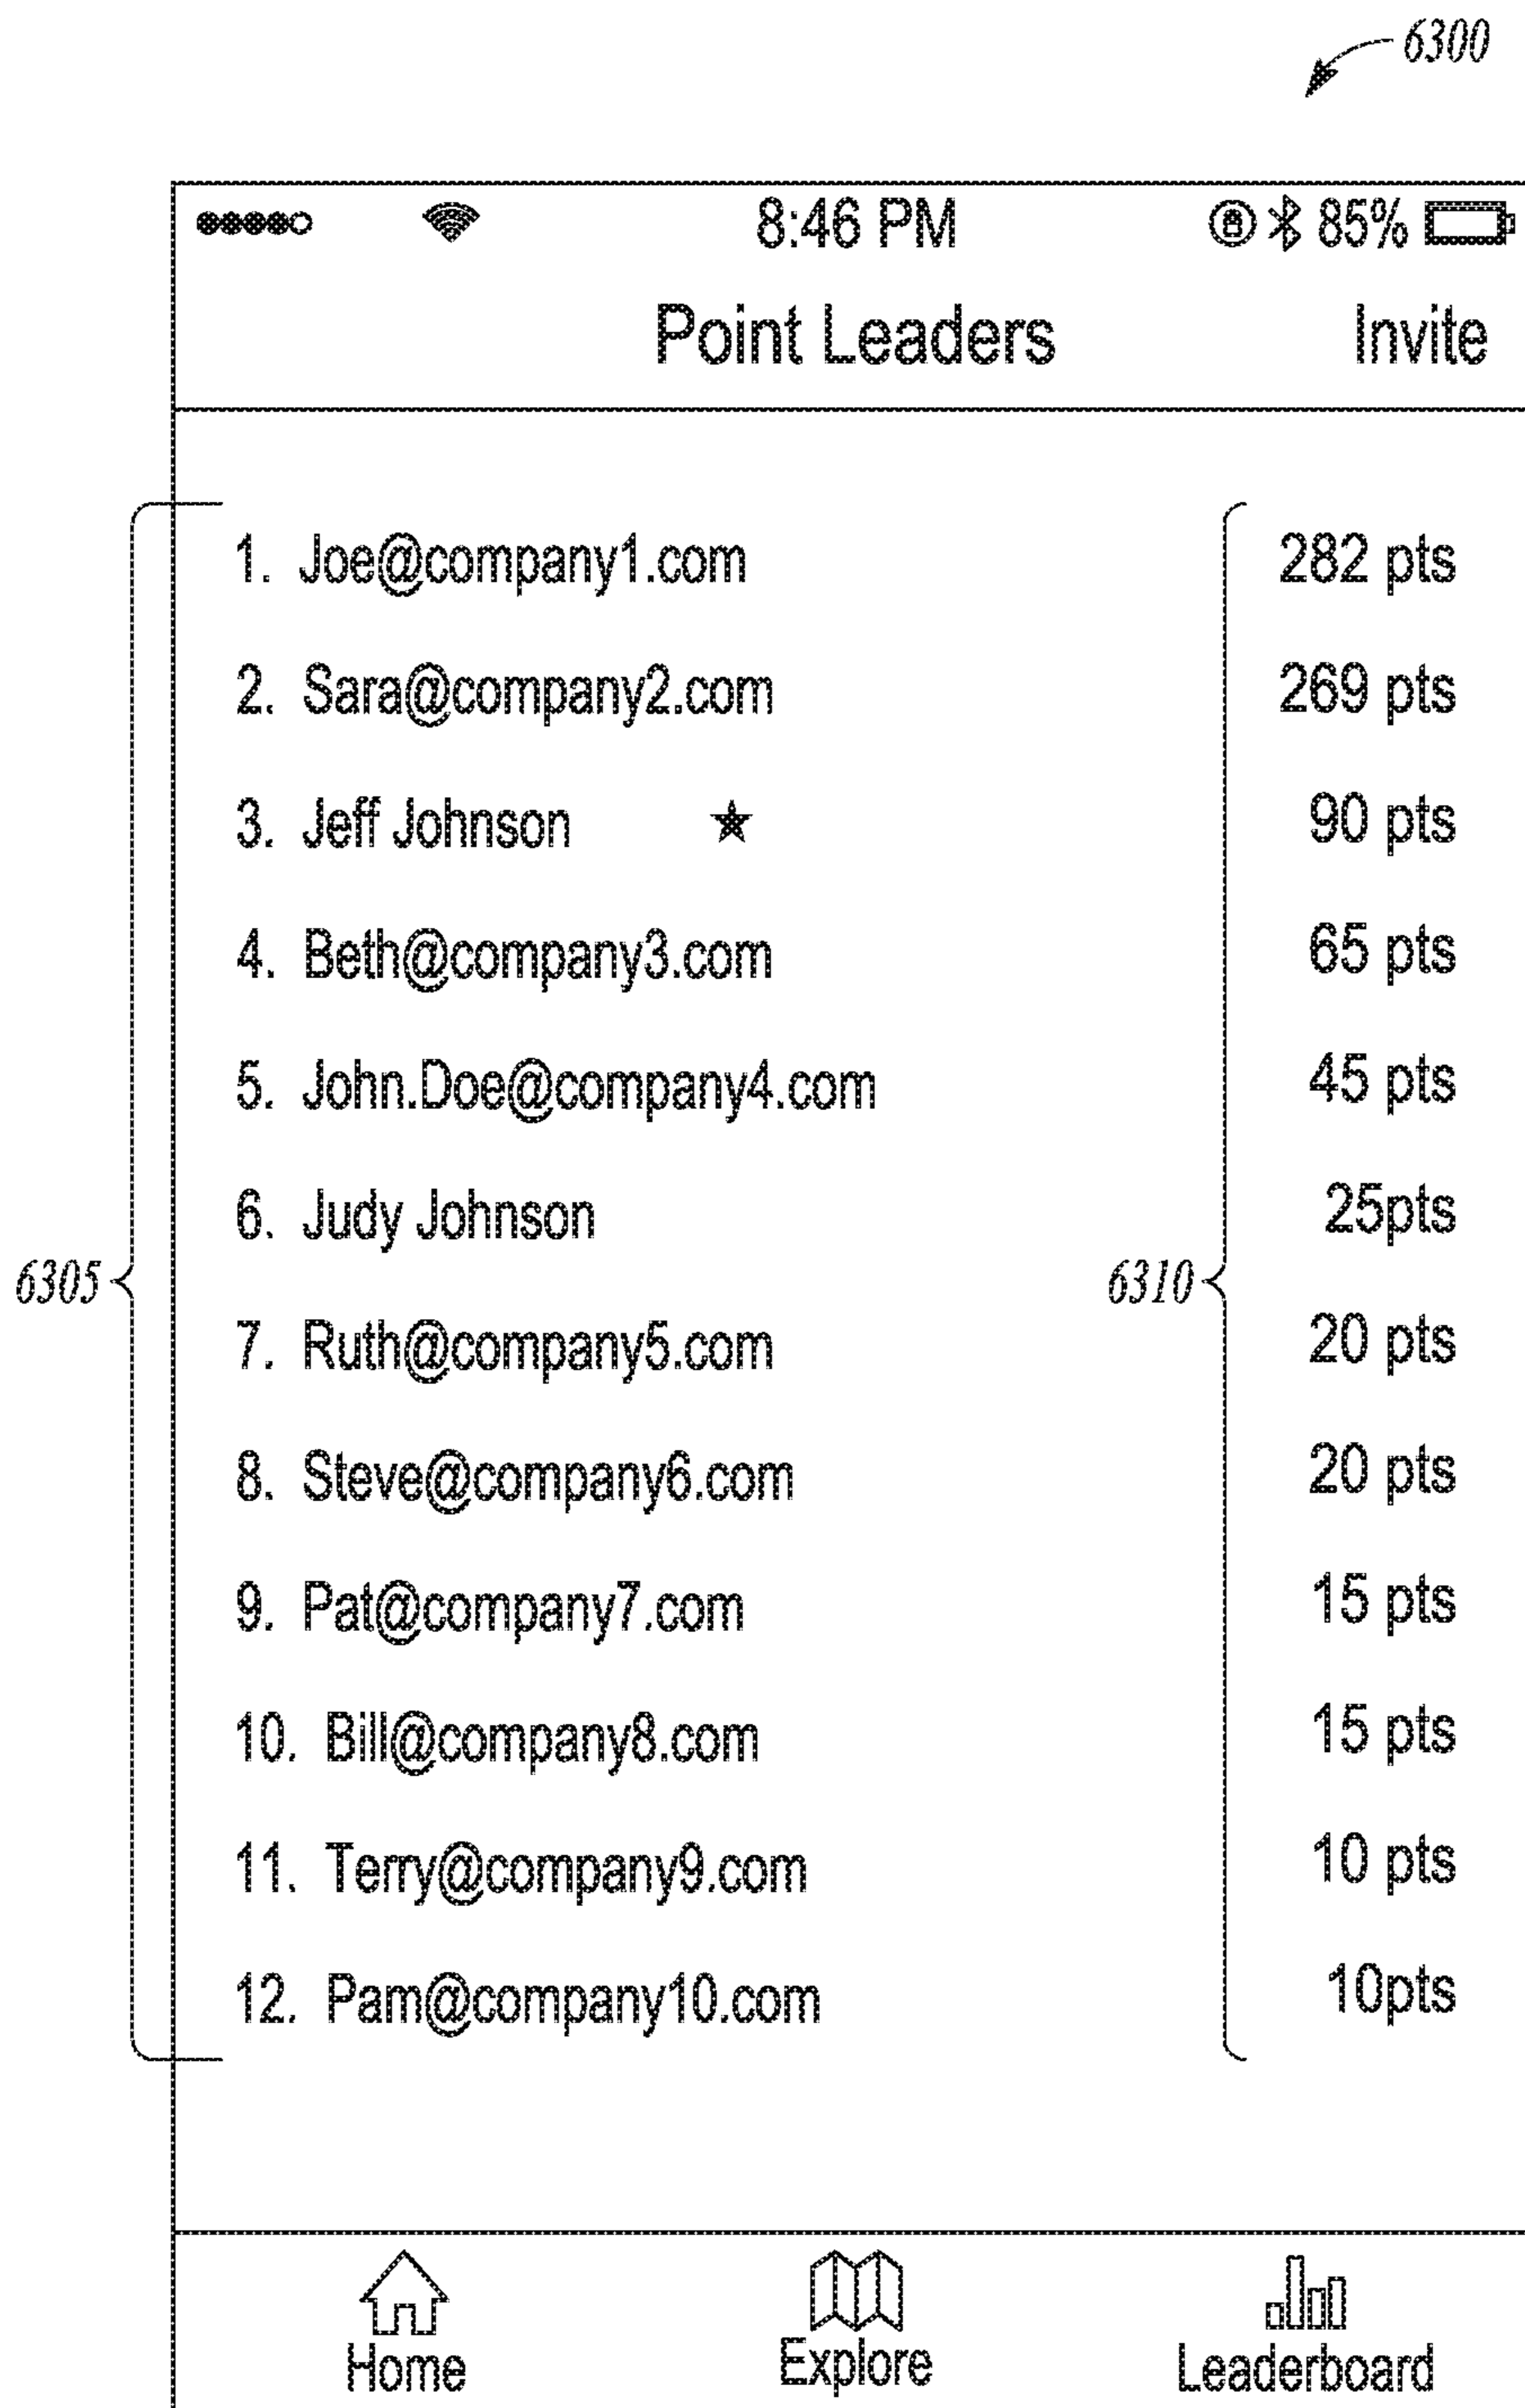 6300
8:46 PM 85%
Point Leaders Invite
1. Joe@company1.com 282 pts
2. Sara@company2.com 269 pts
3. Jeff Johnson ★ 90 pts
4. Beth@company3.com 65 pts
5. John.Doe@company4.com 45 pts
6. Judy Johnson 25pts
6305 6310
7. Ruth@company5.com 20 pts
8. Steve@company6.com 20 pts
9. Pat@company7.com 15 pts
10. Bill@company8.com 15 pts
11. Terry@company9.com 10 pts
12. Pam@company10.com 10pts
Home Explore Leaderboard